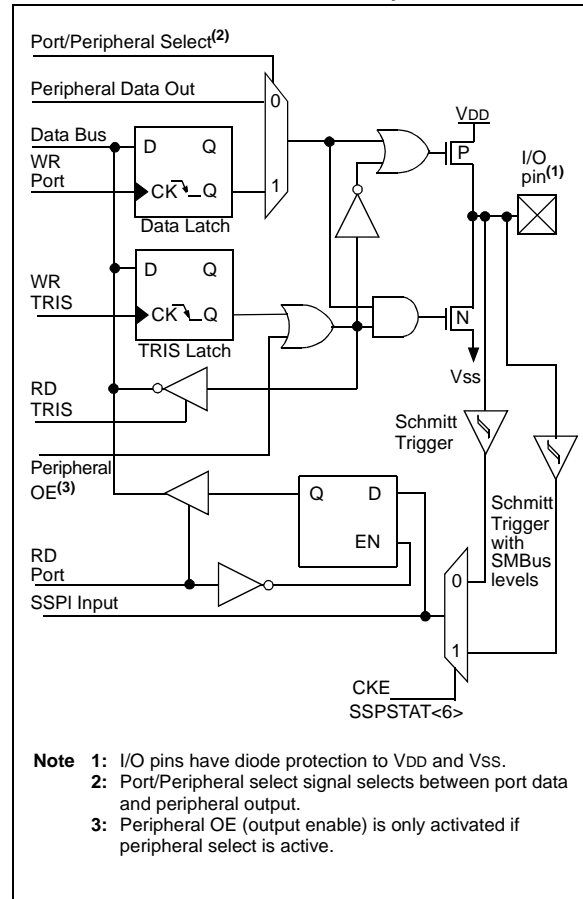 Port/Peripheral Select(2)
Peripheral Data Out
0
VDD
Data Bus
D Q
P
I/O
pin(1)
WR
Port
CK Q
1
Data Latch
D Q
WR
TRIS
CK Q
N
TRIS Latch
Vss
RD
TRIS
Schmitt
Trigger
Peripheral
OE(3)
Q D
Schmitt
Trigger
with
SMBus
levels
EN
RD
Port
0
SSPI Input
1
CKE
SSPSTAT<6>
Note 1: I/O pins have diode protection to VDD and VSS.
2: Port/Peripheral select signal selects between port data
and peripheral output.
3: Peripheral OE (output enable) is only activated if
peripheral select is active.